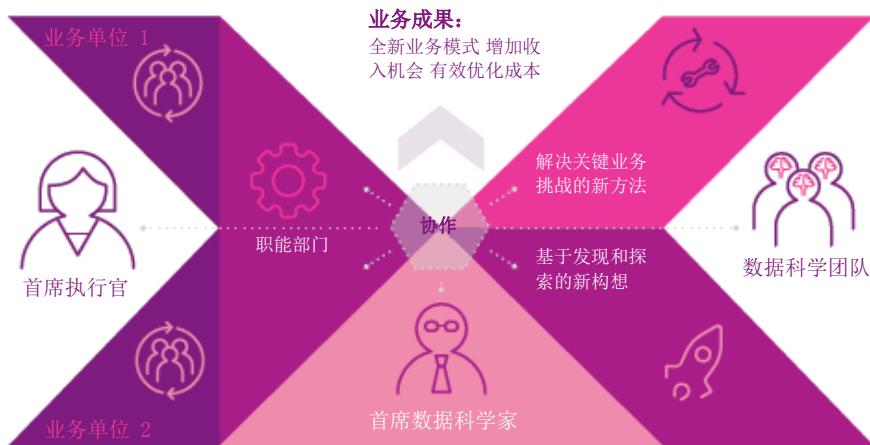 业务成果：
全新业务模式 增加收
入机会 有效优化成本
业务单位 1
解决关键业务
挑战的新方法
协作
职能部门
基于发现和探
索的新构想
首席执行官
数据科学团队
首席数据科学家
业务单位 2